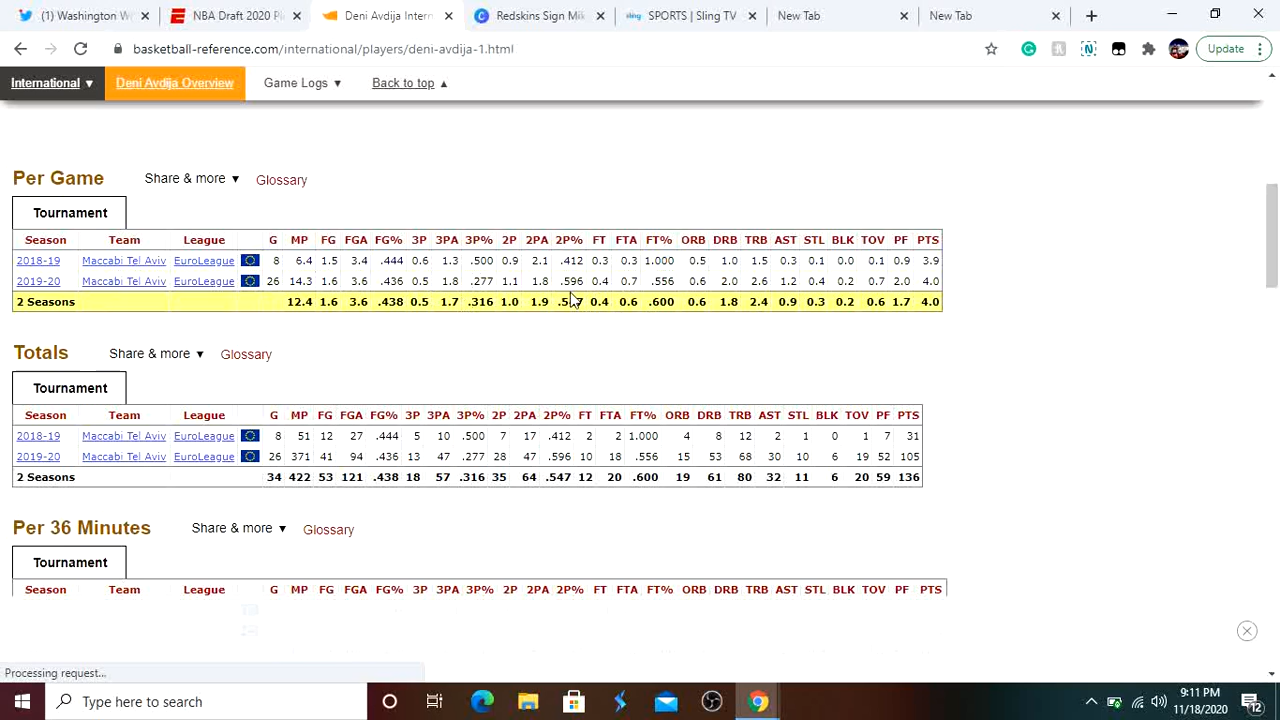 (1) Washington W
NBA Draft 2020 Pi
Deni Avdija Intern
Redskins Sign Mik
sling SPORTS | Sling TV
New Tab
New Tab
basketball-reference.com/international/players/deni-avdija-1.html
Update
International ▼ Deni Avdija Overview Game Logs ▼ Back to top ▲
Per Game Share & more ▼ Glossary
Tournament
Season Team League G MP FG FGA FG% 3P 3PA 3P% 2P 2PA 2P% FT FTA FT% ORB DRB TRB AST STL BLK TOV PF PTS
2018-19 Maccabi Tel Aviv EuroLeague 8 6.4 1.5 3.4 .444 0.6 1.3 .500 0.9 2.1 .412 0.3 0.3 1.000 0.5 1.0 1.5 0.3 0.1 0.0 0.1 0.9 3.9
2019-20 Maccabi Tel Aviv EuroLeague 26 14.3 1.6 3.6 .436 0.5 1.8 .277 1.1 1.8 .596 0.4 0.7 .556 0.6 2.0 2.6 1.2 0.4 0.2 0.7 2.0 4.0
2 Seasons 12.4 1.6 3.6 .438 0.5 1.7 .316 1.0 1.9 0.4 0.6 .600 0.6 1.8 2.4 0.9 0.3 0.2 0.6 1.7 4.0
Totals Share & more ▼ Glossary
Tournament
Season Team League G MP FG FGA FG% 3P 3PA 3P% 2P 2PA 2P% FT FTA FT% ORB DRB TRB AST STL BLK TOV PF PTS
2018-19 Maccabi Tel Aviv EuroLeague 8 51 12 27 .444 5 10 .500 7 17 .412 2 2 1.000 4 8 12 2 1 0 1 7 31
2019-20 Maccabi Tel Aviv EuroLeague 26 371 41 94 .436 13 47 .277 28 47 .596 10 18 .556 15 53 68 30 10 6 19 52 105
2 Seasons 34 422 53 121 .438 18 57 .316 35 64 .547 12 20 .600 19 61 80 32 11 6 20 59 136
Per 36 Minutes Share & more ▼ Glossary
Tournament
Season Team League G MP FG FGA FG% 3P 3PA 3P% 2P 2PA 2P% FT FTA FT% ORB DRB TRB AST STL BLK TOV PF PTS
Processing request...
Type here to search
9:11 PM
11/18/2020
12